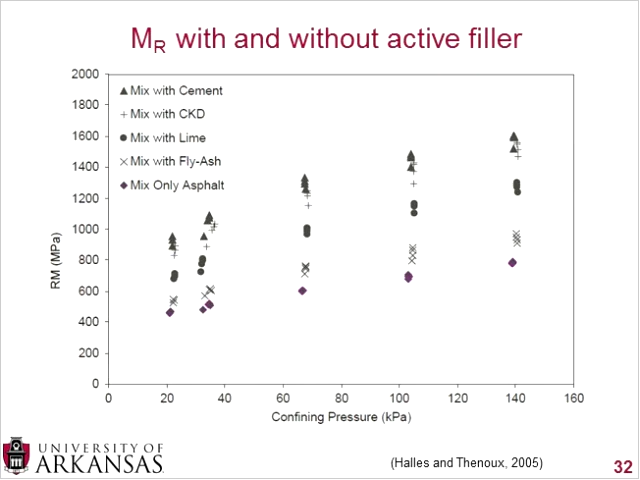 MR with and without active filler
2000
1800
1600
1400
1200
1000
800
600
400
200
0
RM (MPa)
Mix with Cement
Mix with CKD
Mix with Lime
Mix with Fly-Ash
Mix Only Asphalt
0 20 40 60 80 100 120 140 160
Confining Pressure (kPa)
UNIVERSITY OF
ARKANSAS
(Halles and Thenoux, 2005)
32